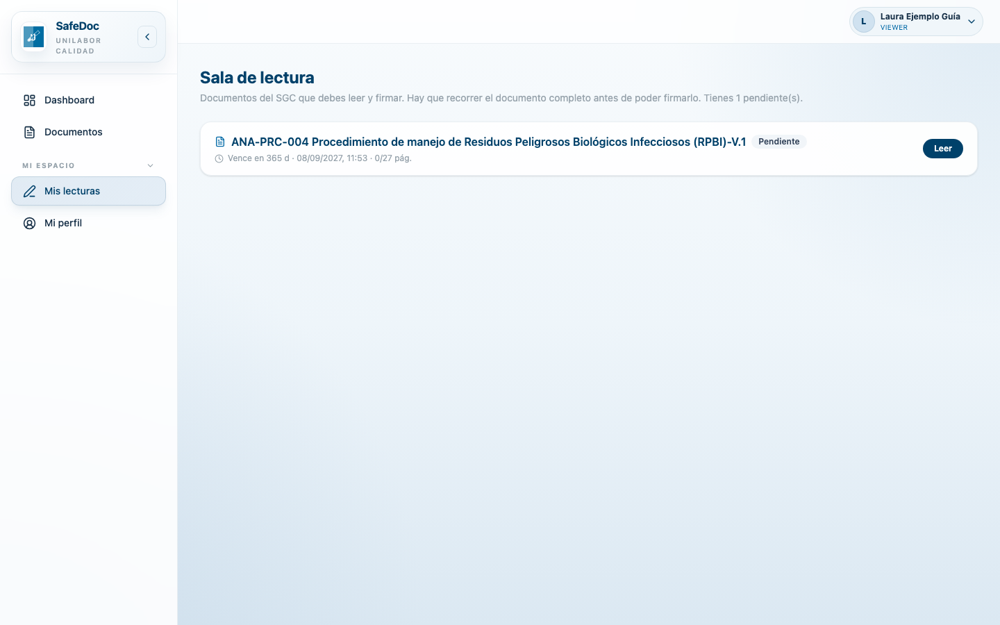 SafeDoc
UNILABOR
CALIDAD
Dashboard
Documentos
MI ESPACIO
Mis lecturas
Mi perfil
L
Laura Ejemplo Guía
VIEWER
Sala de lectura
Documentos del SGC que debes leer y firmar. Hay que recorrer el documento completo antes de poder firmarlo. Tienes 1 pendiente(s).
ANA-PRC-004 Procedimiento de manejo de Residuos Peligrosos Biológicos Infecciosos (RPBI)-V.1 Pendiente
Vence en 365 d · 08/09/2027, 11:53 · 0/27 pág.
Leer